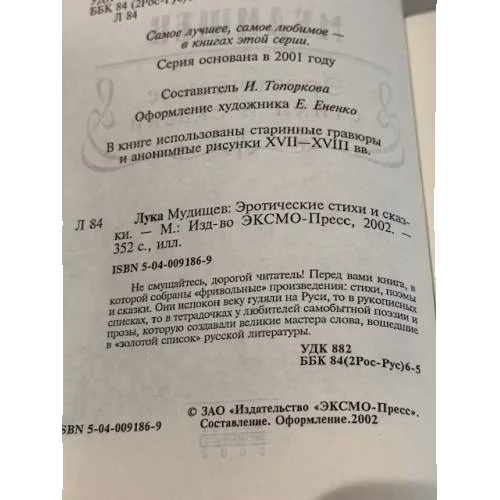 УДК
ББК 84 (2Рос-Рус)
Л 84
Самое лучшее, самое любимое —
в книгах этой серии.
Серия основана в 2001 году
Составитель И. Топоркова
Оформление художника Е. Ененко
В книге использованы старинные гравюры
и анонимные рисунки XVII—XVIII вв.
Л 84 Лука Мудищев: Эротические стихи и сказ-
ки. — М.: Изд-во ЭКСМО-Пресс, 2002. —
352 с., илл.
ISBN 5-04-009186-9
Не смущайтесь, дорогой читатель! Перед вами книга, в
которой собраны «фривольные» произведения: стихи, поэмы
и сказки. Они испокон веку гуляли на Руси, то в рукописных
списках, то в тетрадочках у любителей самобытной поэзии и
прозы, которую создавали великие мастера слова, вошедшие
в «золотой список» русской литературы.
УДК 882
ББК 84(2Рос-Рус)6-5
© ЗАО «Издательство «ЭКСМО-Пресс».
Составление. Оформление.2002
ISBN 5-04-009186-9